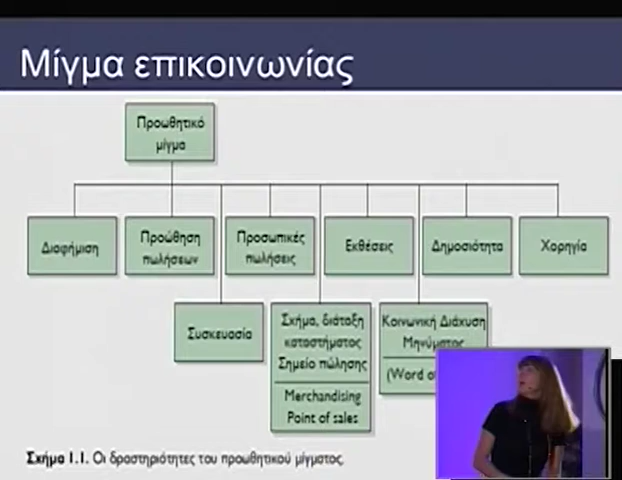 Μίγμα επικοινωνίας
Προωθητικό
μίγμα
Διαφήμιση
Προώθηση
πωλήσεων
Προσωπικές
πωλήσεις
Εκθέσεις
Δημοσιότητα
Χορηγία
Συσκευασία
Σχήμα, διάταξη
καταστήματος
Σημείο πώλησης
Merchandising
Point of sales
Κοινωνική Διάχυση
Μηνύματος
(Word
Σχήμα 1.1. Οι δραστηριότητες του προωθητικού μίγματος.